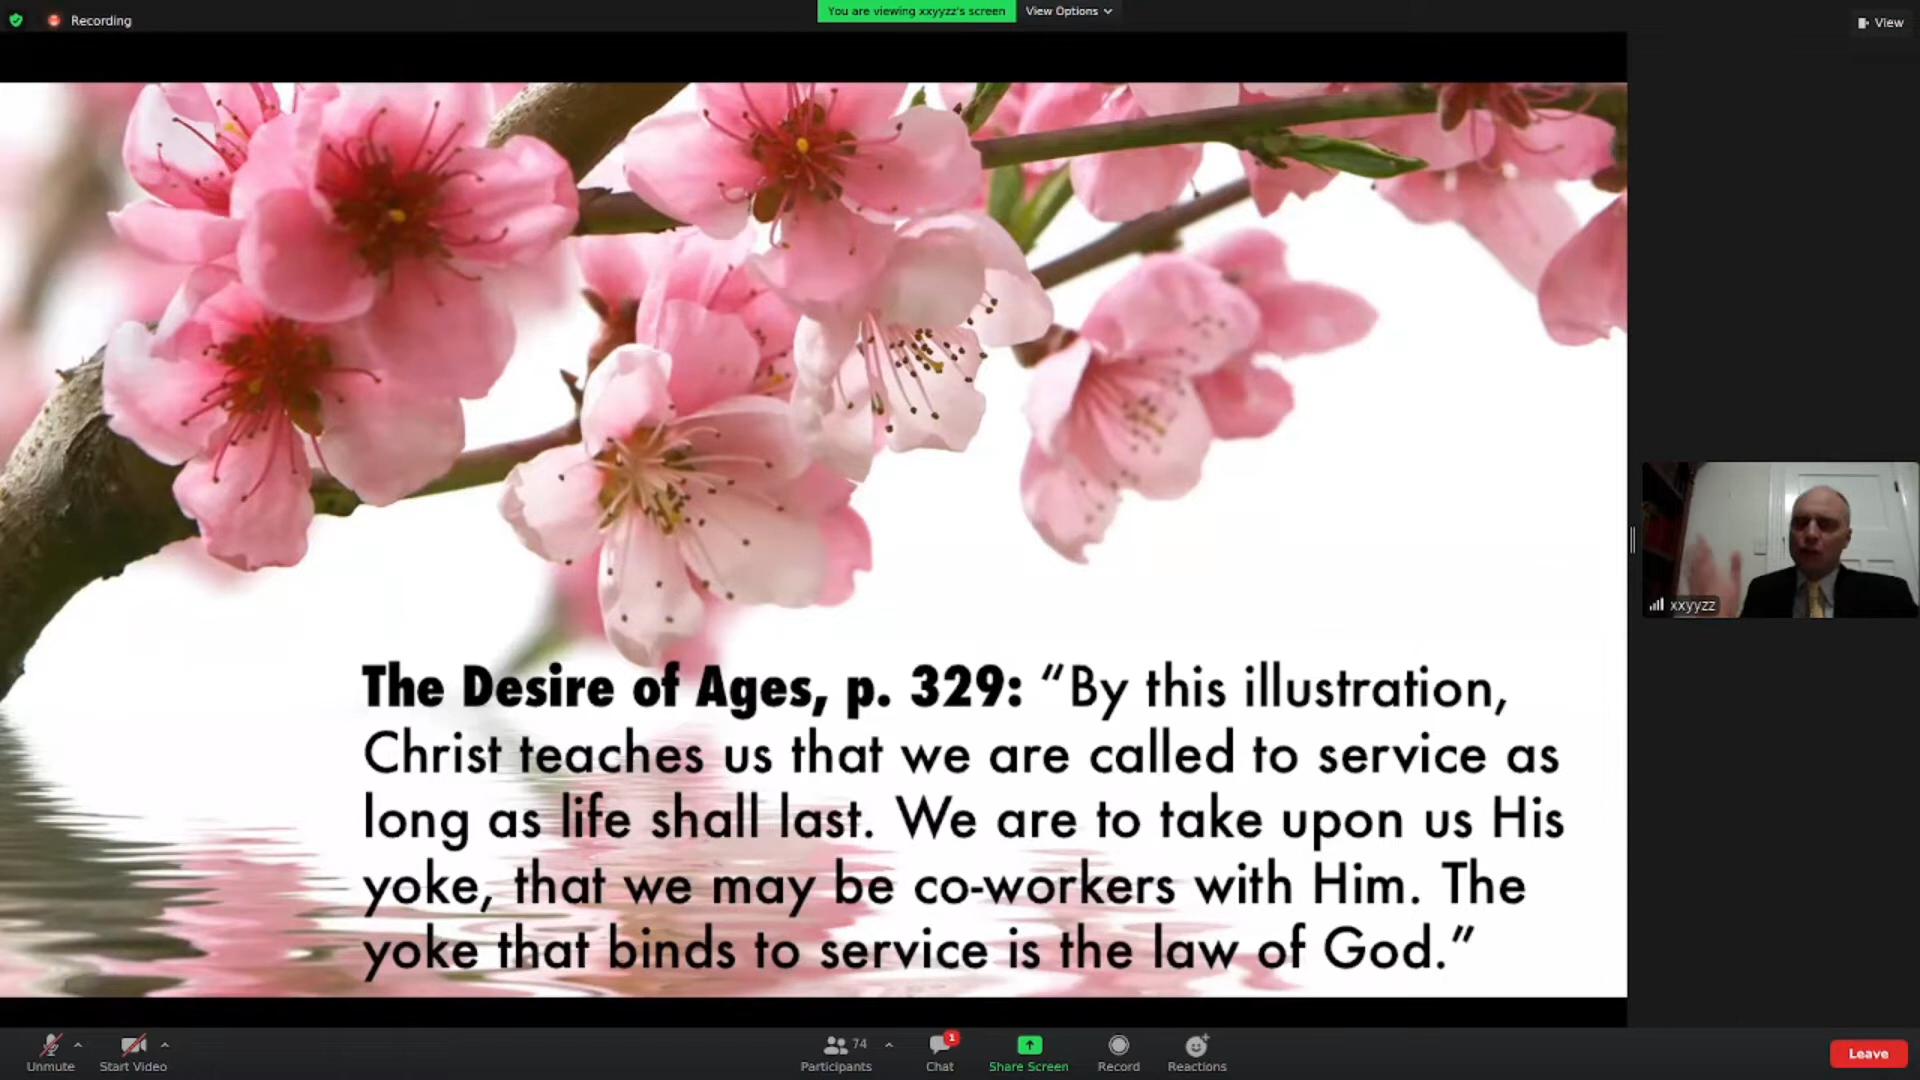 Recording
You are viewing xxyyzz's screen
View Options
View
The Desire of Ages, p. 329: “By this illustration,
Christ teaches us that we are called to service as
long as life shall last. We are to take upon us His
yoke, that we may be co-workers with Him. The
yoke that binds to service is the law of God.”
xxyyzz
Unmute
Start Video
74
Participants
1
Chat
Share Screen
Record
Reactions
Leave